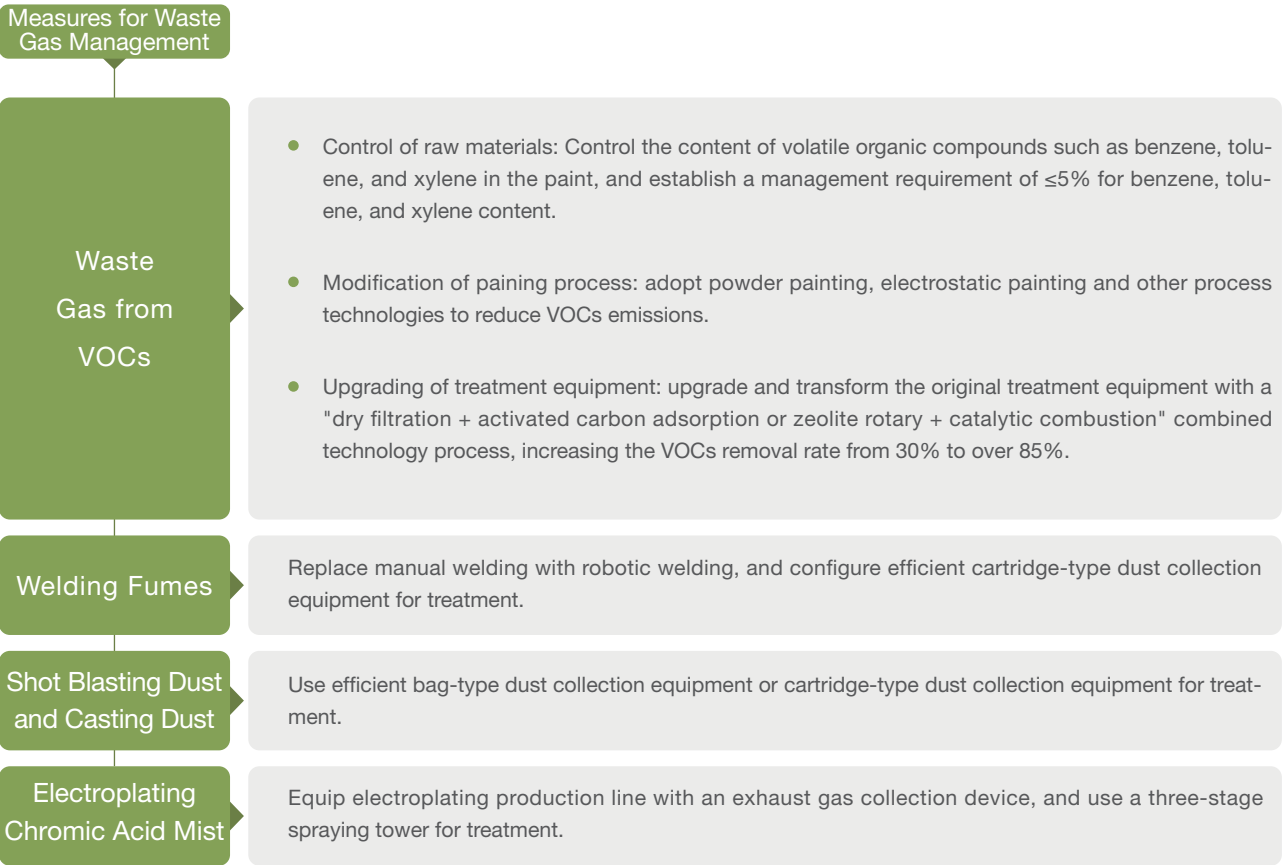 Measures for Waste
Gas Management
Waste
Gas from
VOCs
Control of raw materials: Control the content of volatile organic compounds such as benzene, tolu-
ene, and xylene in the paint, and establish a management requirement of ≤5% for benzene, tolu-
ene, and xylene content.
Modification of paining process: adopt powder painting, electrostatic painting and other process
technologies to reduce VOCs emissions.
Upgrading of treatment equipment: upgrade and transform the original treatment equipment with a
"dry filtration + activated carbon adsorption or zeolite rotary + catalytic combustion" combined
technology process, increasing the VOCs removal rate from 30% to over 85%.
Welding Fumes
Replace manual welding with robotic welding, and configure efficient cartridge-type dust collection
equipment for treatment.
Shot Blasting Dust
and Casting Dust
Use efficient bag-type dust collection equipment or cartridge-type dust collection equipment for treat-
ment.
Electroplating
Chromic Acid Mist
Equip electroplating production line with an exhaust gas collection device, and use a three-stage
spraying tower for treatment.